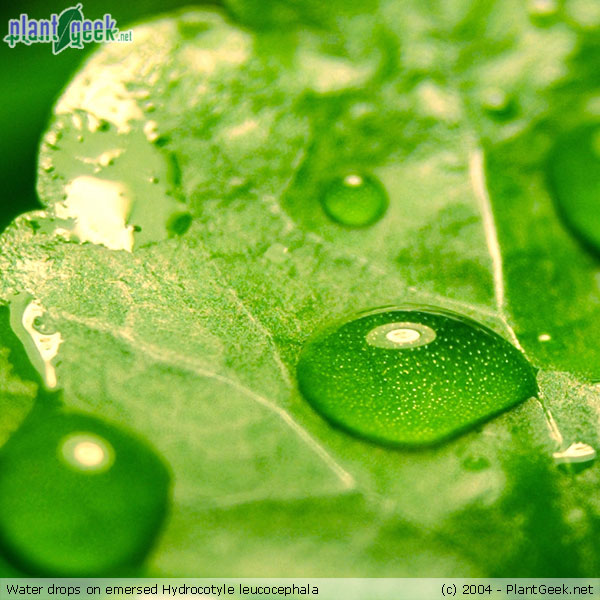 plantgeek.net
Water drops on emersed Hydrocotyle leucocephala
(c) 2004 - PlantGeek.net